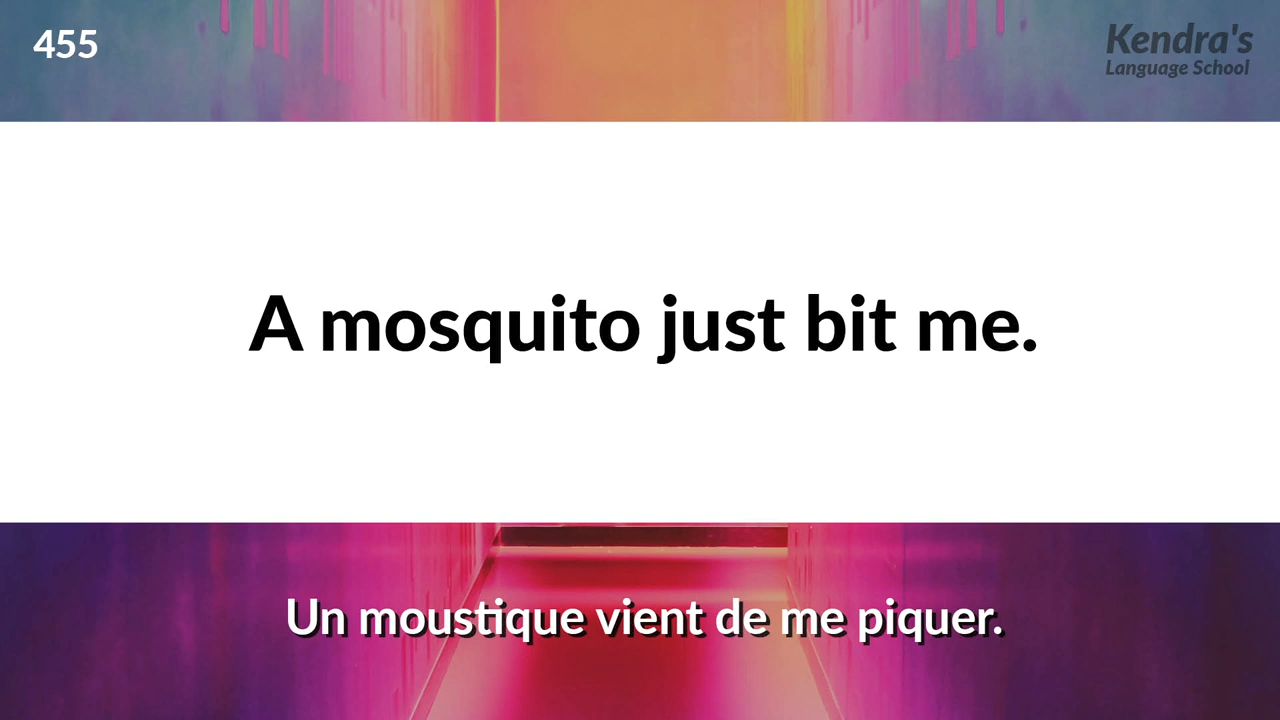 455
Kendra's
Language School
A mosquito just bit me.
Un moustique vient de me piquer.